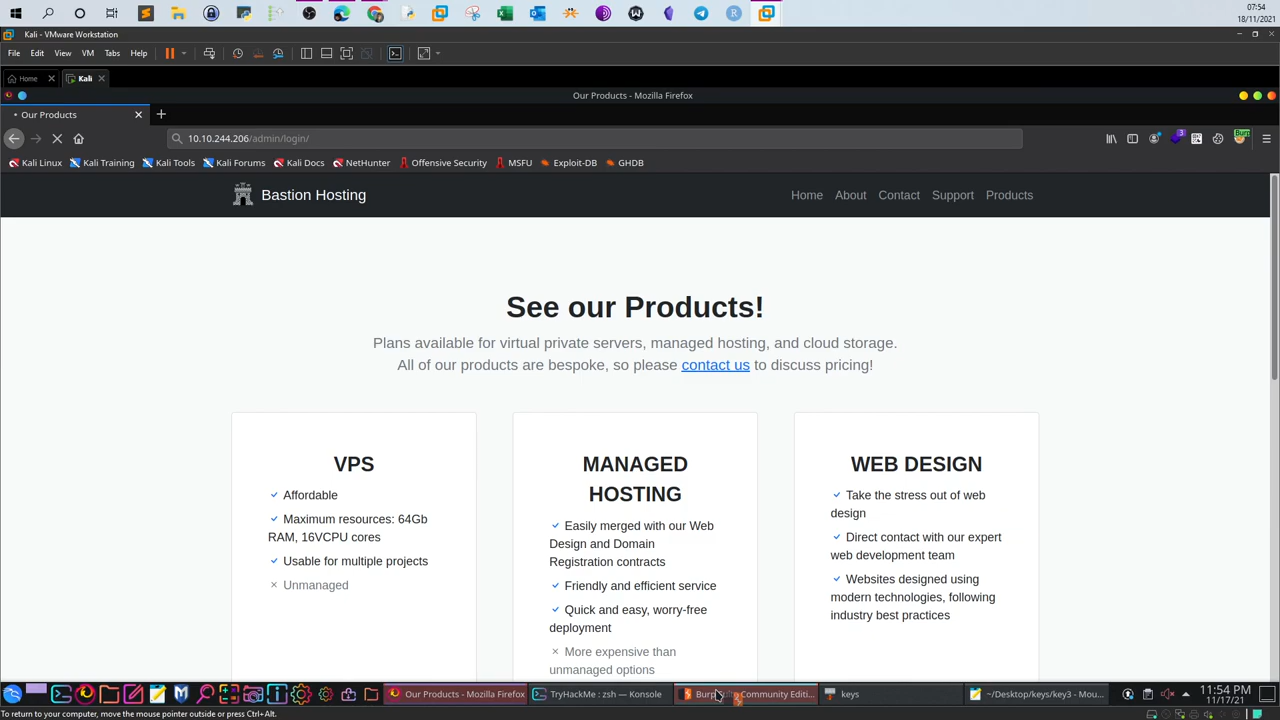 07:54
18/11/2021
Kali - VMware Workstation
File Edit View VM Tabs Help
Home Kali
Our Products - Mozilla Firefox
Our Products
10.10.244.206/admin/login/
3
Burp
Kali Linux Kali Training Kali Tools Kali Forums Kali Docs NetHunter Offensive Security MSFU Exploit-DB GHDB
Bastion Hosting
Home About Contact Support Products
See our Products!
Plans available for virtual private servers, managed hosting, and cloud storage.
All of our products are bespoke, so please contact us to discuss pricing!
VPS
Affordable
Maximum resources: 64Gb
RAM, 16VCPU cores
Usable for multiple projects
Unmanaged
MANAGED
HOSTING
Easily merged with our Web
Design and Domain
Registration contracts
Friendly and efficient service
Quick and easy, worry-free
deployment
More expensive than
unmanaged options
WEB DESIGN
Take the stress out of web
design
Direct contact with our expert
web development team
Websites designed using
modern technologies, following
industry best practices
Our Products - Mozilla Firefox TryHackMe : zsh — Konsole Community Editi... keys ~/Desktop/keys/key3 - Mou...
11:54 PM
11/17/21
To return to your computer, move the mouse pointer outside or press Ctrl+Alt.